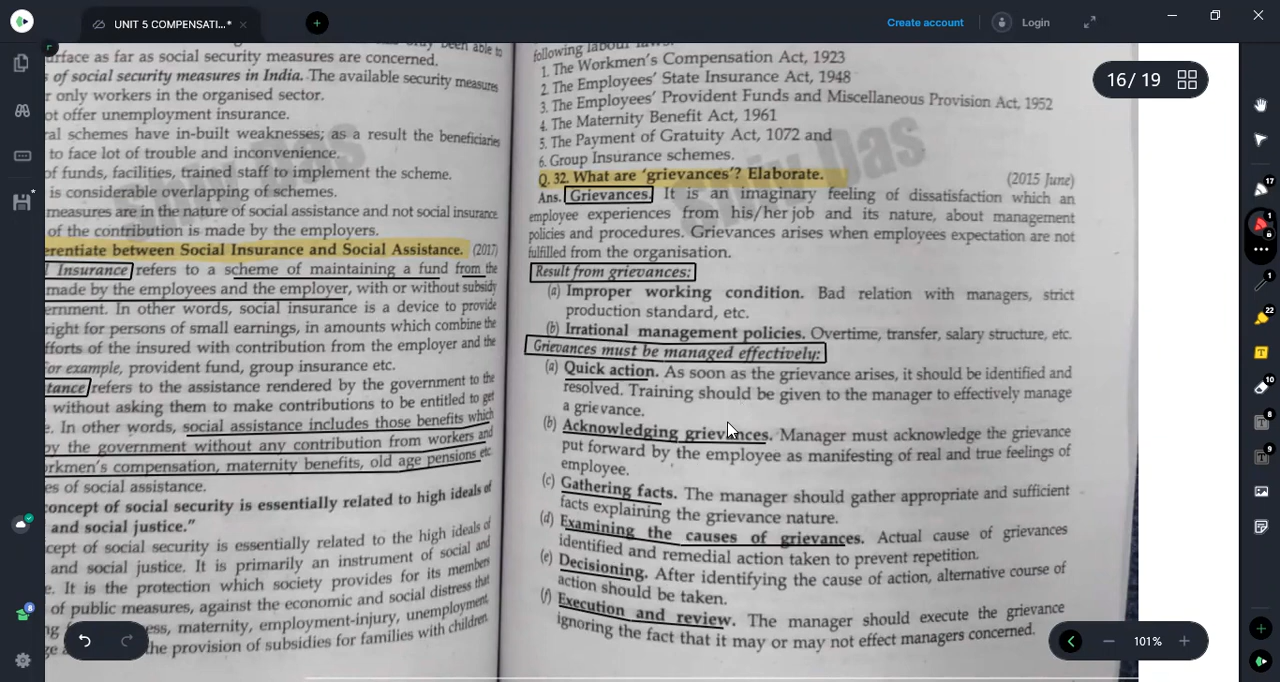 UNIT 5 COMPENSATI...*
Create account
Login
16/ 19
urface as far as social security measures are concerned.
s of social security measures in India. The available security measures
r only workers in the organised sector.
ot offer unemployment insurance.
al schemes have in-built weaknesses; as a result the beneficiaries
to face lot of trouble and inconvenience.
of funds, facilities, trained staff to implement the scheme.
is considerable overlapping of schemes.
measures are in the nature of social assistance and not social insurance
of the contribution is made by the employers.
erentiate between Social Insurance and Social Assistance. (2017)
l Insurance refers to a scheme of maintaining a fund from the
made by the employees and the employer, with or without subsidy
ernment. In other words, social insurance is a device to provide
right for persons of small earnings, in amounts which combine the
fforts of the insured with contribution from the employer and the
For example, provident fund, group insurance etc.
tance refers to the assistance rendered by the government to the
without asking them to make contributions to be entitled to get
e. In other words, social assistance includes those benefits which
by the government without any contribution from workers and
rkmen's compensation, maternity benefits, old age pensions etc.
es of social assistance.
concept of social security is essentially related to high ideals of
and social justice."
cept of social security is essentially related to the high ideals of
and social justice. It is primarily an instrument of social and
e. It is the protection which society provides for its members
of public measures, against the economic and social distress that
ness, maternity, employment-injury, unemployment,
the provision of subsidies for families with children.
following labour laws:
1. The Workmen's Compensation Act, 1923
2. The Employees' State Insurance Act, 1948
3. The Employees' Provident Funds and Miscellaneous Provision Act, 1952
4. The Maternity Benefit Act, 1961
5. The Payment of Gratuity Act, 1072 and
6. Group Insurance schemes.
Q. 32. What are 'grievances'? Elaborate. (2015 June)
Ans. Grievances. It is an imaginary feeling of dissatisfaction which an
employee experiences from his/her job and its nature, about management
policies and procedures. Grievances arises when employees expectation are not
fulfilled from the organisation.
Result from grievances:
(a) Improper working condition. Bad relation with managers, strict
production standard, etc.
(b) Irrational management policies. Overtime, transfer, salary structure, etc.
Grievances must be managed effectively:
(a) Quick action. As soon as the grievance arises, it should be identified and
resolved. Training should be given to the manager to effectively manage
a grievance.
(b) Acknowledging grievances. Manager must acknowledge the grievance
put forward by the employee as manifesting of real and true feelings of
employee.
(c) Gathering facts. The manager should gather appropriate and sufficient
facts explaining the grievance nature.
(d) Examining the causes of grievances. Actual cause of grievances
identified and remedial action taken to prevent repetition.
(e) Decisioning. After identifying the cause of action, alternative course of
action should be taken.
(f) Execution and review. The manager should execute the grievance
ignoring the fact that it may or may not effect managers concerned.
Shiv Das
Shiv Das
101%
17
1
1
22
10
8
9
8